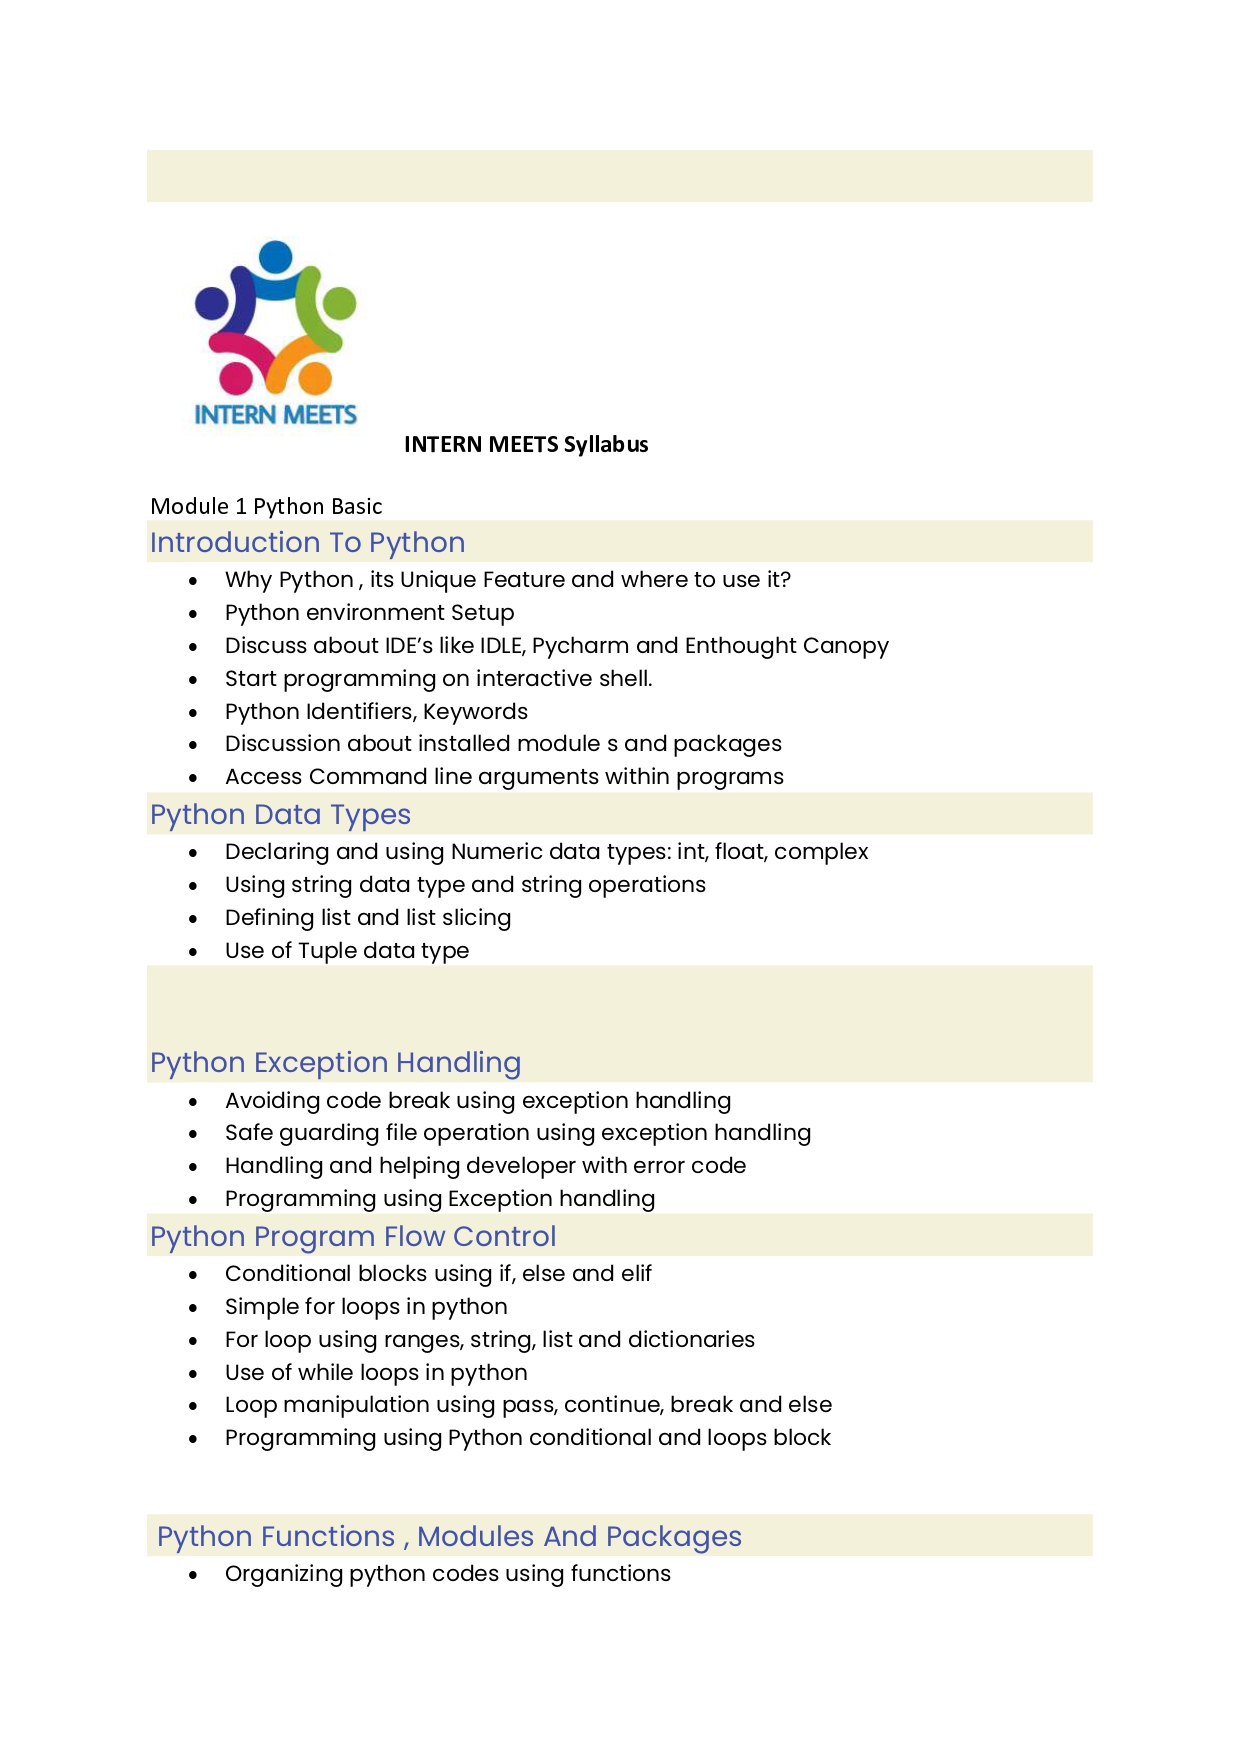 INTERN MEETS
INTERN MEETS Syllabus
Module 1 Python Basic
Introduction To Python
• Why Python , its Unique Feature and where to use it?
• Python environment Setup
• Discuss about IDE’s like IDLE, Pycharm and Enthought Canopy
• Start programming on interactive shell.
• Python Identifiers, Keywords
• Discussion about installed module s and packages
• Access Command line arguments within programs
Python Data Types
• Declaring and using Numeric data types: int, float, complex
• Using string data type and string operations
• Defining list and list slicing
• Use of Tuple data type
Python Exception Handling
• Avoiding code break using exception handling
• Safe guarding file operation using exception handling
• Handling and helping developer with error code
• Programming using Exception handling
Python Program Flow Control
• Conditional blocks using if, else and elif
• Simple for loops in python
• For loop using ranges, string, list and dictionaries
• Use of while loops in python
• Loop manipulation using pass, continue, break and else
• Programming using Python conditional and loops block
Python Functions , Modules And Packages
• Organizing python codes using functions